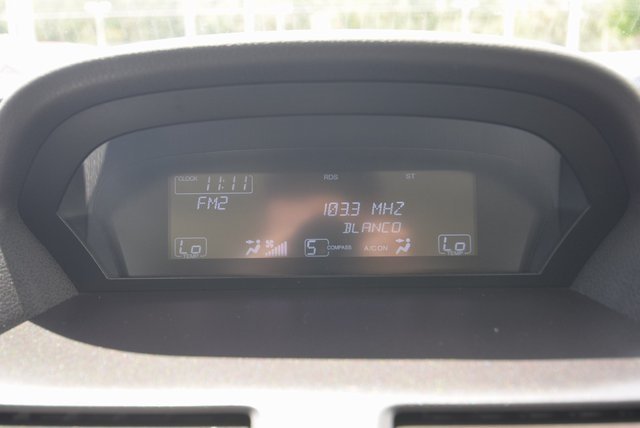 CLOCK 11:11 RDS ST
FM2 103.3 MHZ
BLANCO
Lo TEMP S COMPASS A/C ON Lo TEMP